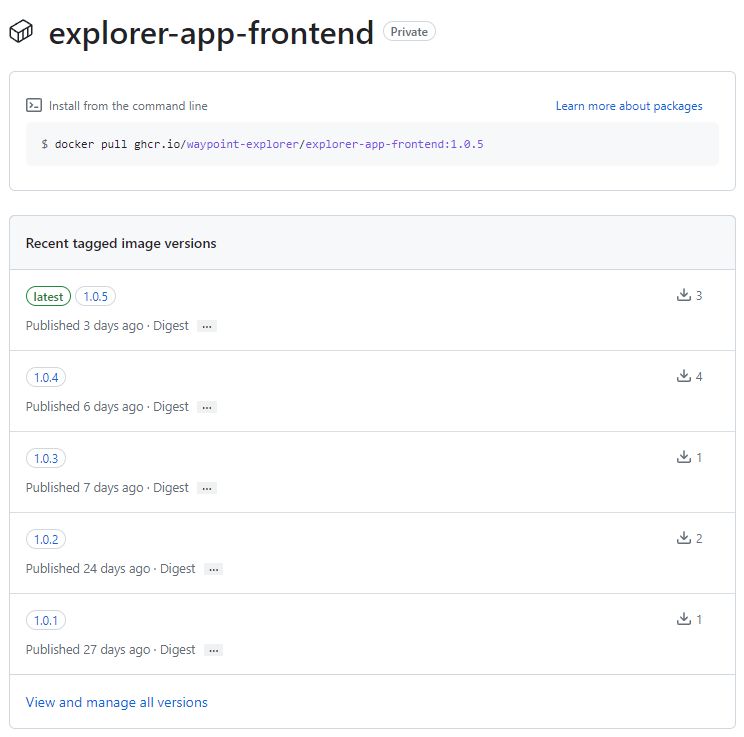 explorer-app-frontend Private
Install from the command line Learn more about packages
$ docker pull ghcr.io/waypoint-explorer/explorer-app-frontend:1.0.5
Recent tagged image versions
latest 1.0.5 3
Published 3 days ago · Digest ...
1.0.4 4
Published 6 days ago · Digest ...
1.0.3 1
Published 7 days ago · Digest ...
1.0.2 2
Published 24 days ago · Digest ...
1.0.1 1
Published 27 days ago · Digest ...
View and manage all versions